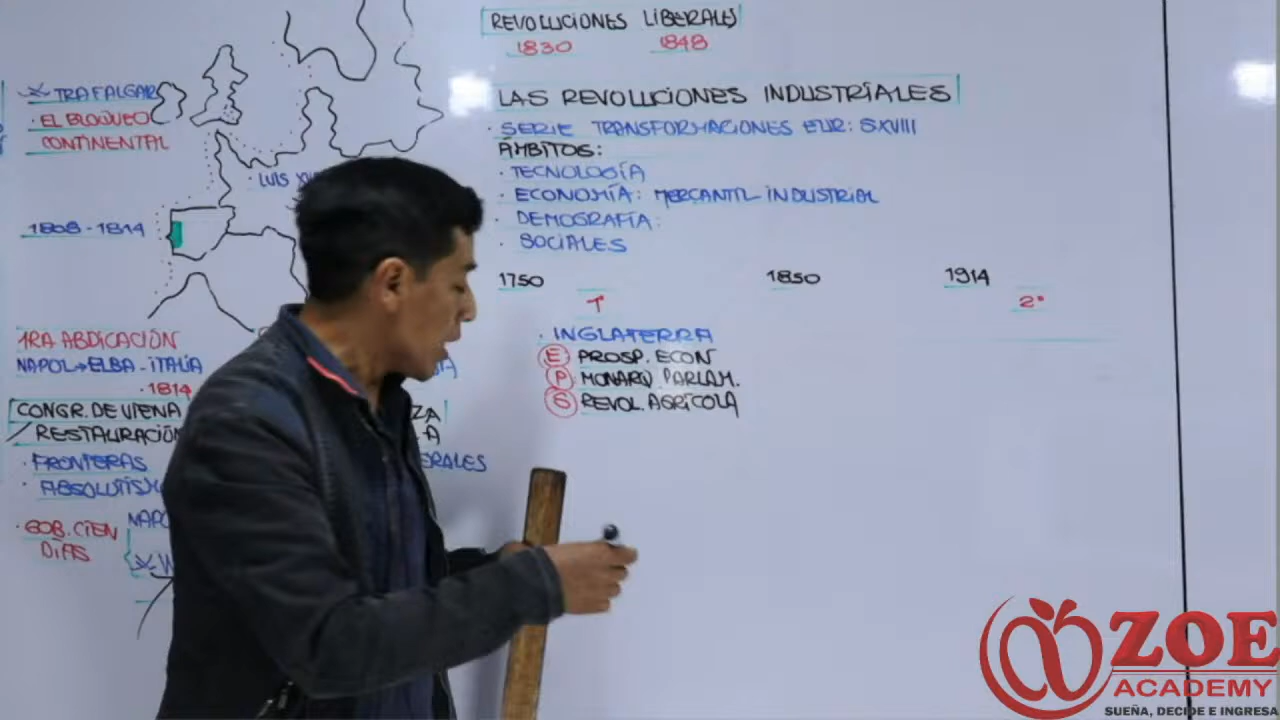 REVOLUCIONES LIBERALES
1830 1848
TRAFALGAR
EL BLOQUEO
CONTINENTAL
LUIS
1808-1814
1RA ABDICACIÓN
NAPOL→ELBA-ITALIA
·1814
CONGR. DE VIENA
/RESTAURACIÓN
·FRONTERAS
·ABSOLUTISM
·GOB. CIEN
DÍAS
LAS REVOLUCIONES INDUSTRIALES
·SERIE TRANSFORMACIONES EUR: S.XVIII
ÁMBITOS:
·TECNOLOGÍA
·ECONOMÍA: MERCANTIL-INDUSTRIAL
·DEMOGRAFÍA:
·SOCIALES
1750 1850 1914
1° 2°
·INGLATERRA
E PROSP. ECON
P MONARQ. PARLAM.
S REVOL. AGRÍCOLA
ZOE
ACADEMY
SUEÑA, DECIDE E INGRESA